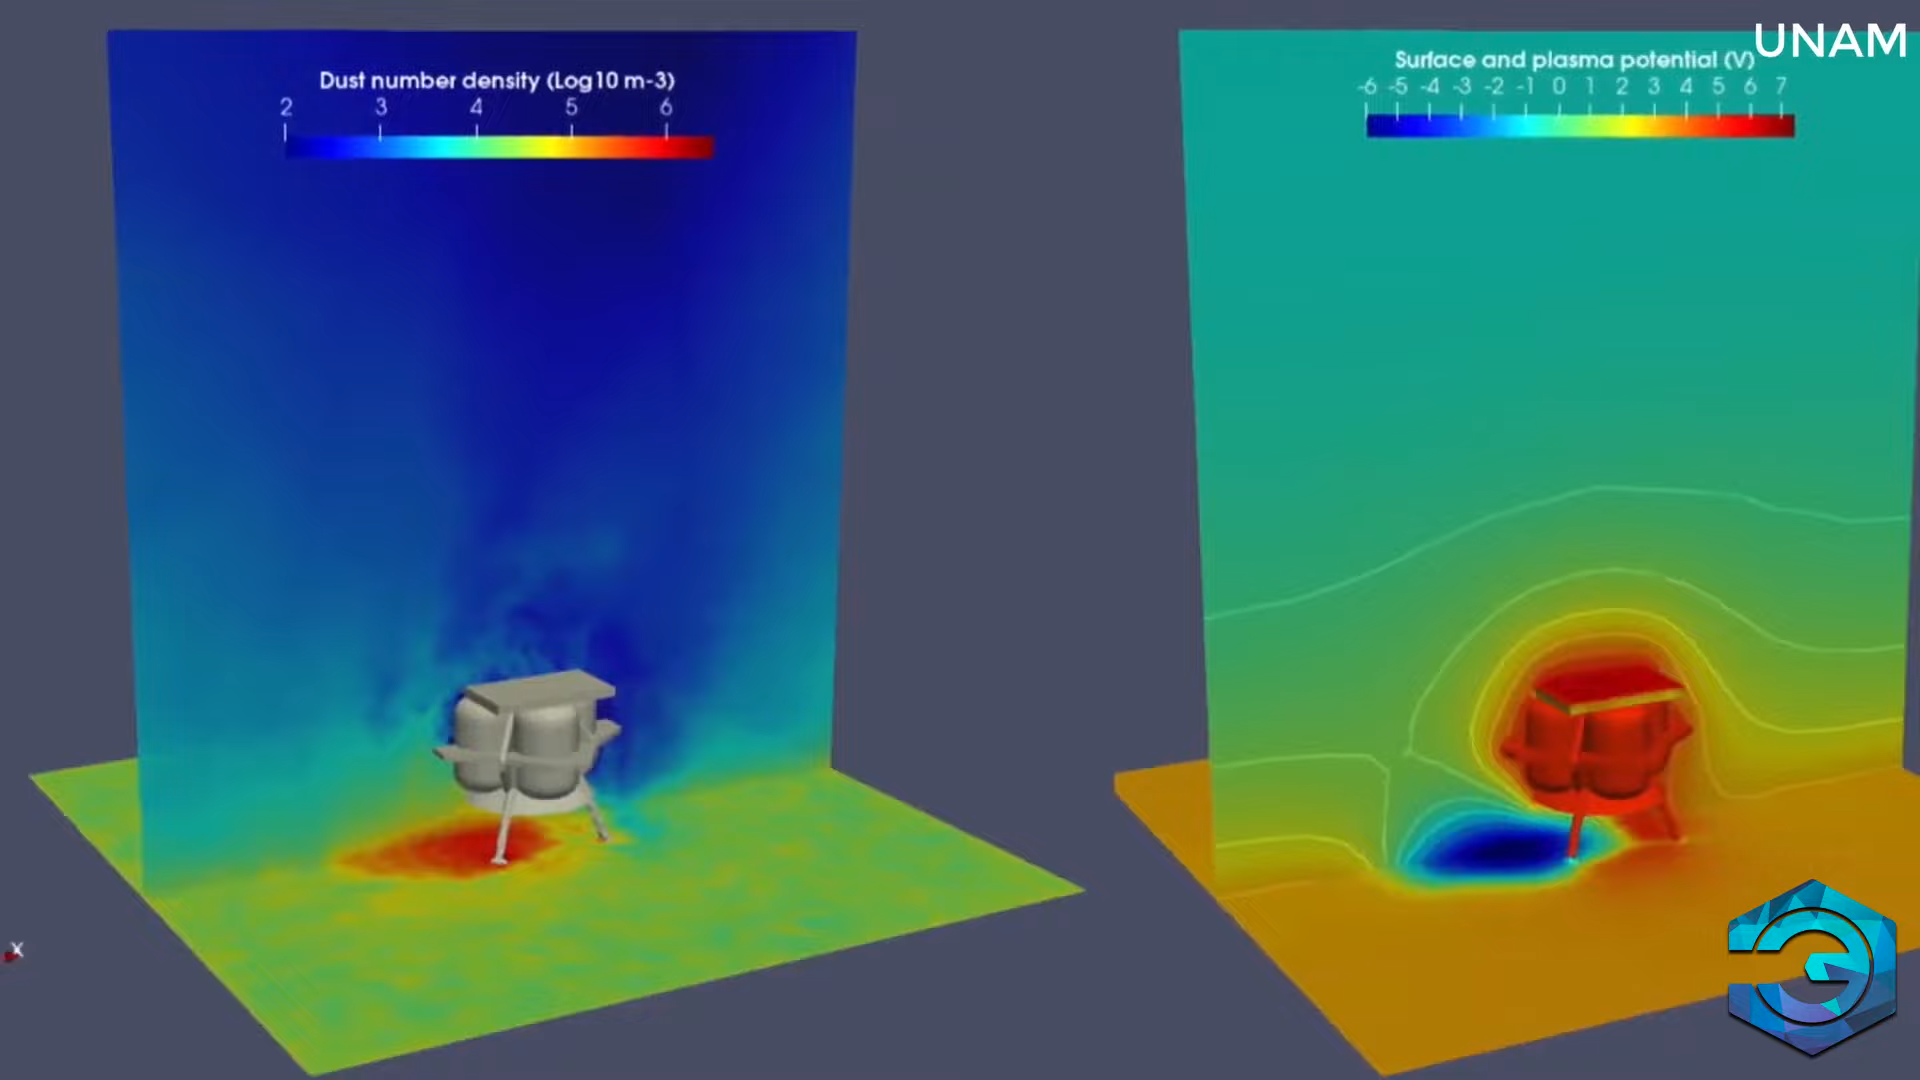 UNAM
Dust number density (Log10 m-3)
2 3 4 5 6
Surface and plasma potential (V)
-6 -5 -4 -3 -2 -1 0 1 2 3 4 5 6 7
X